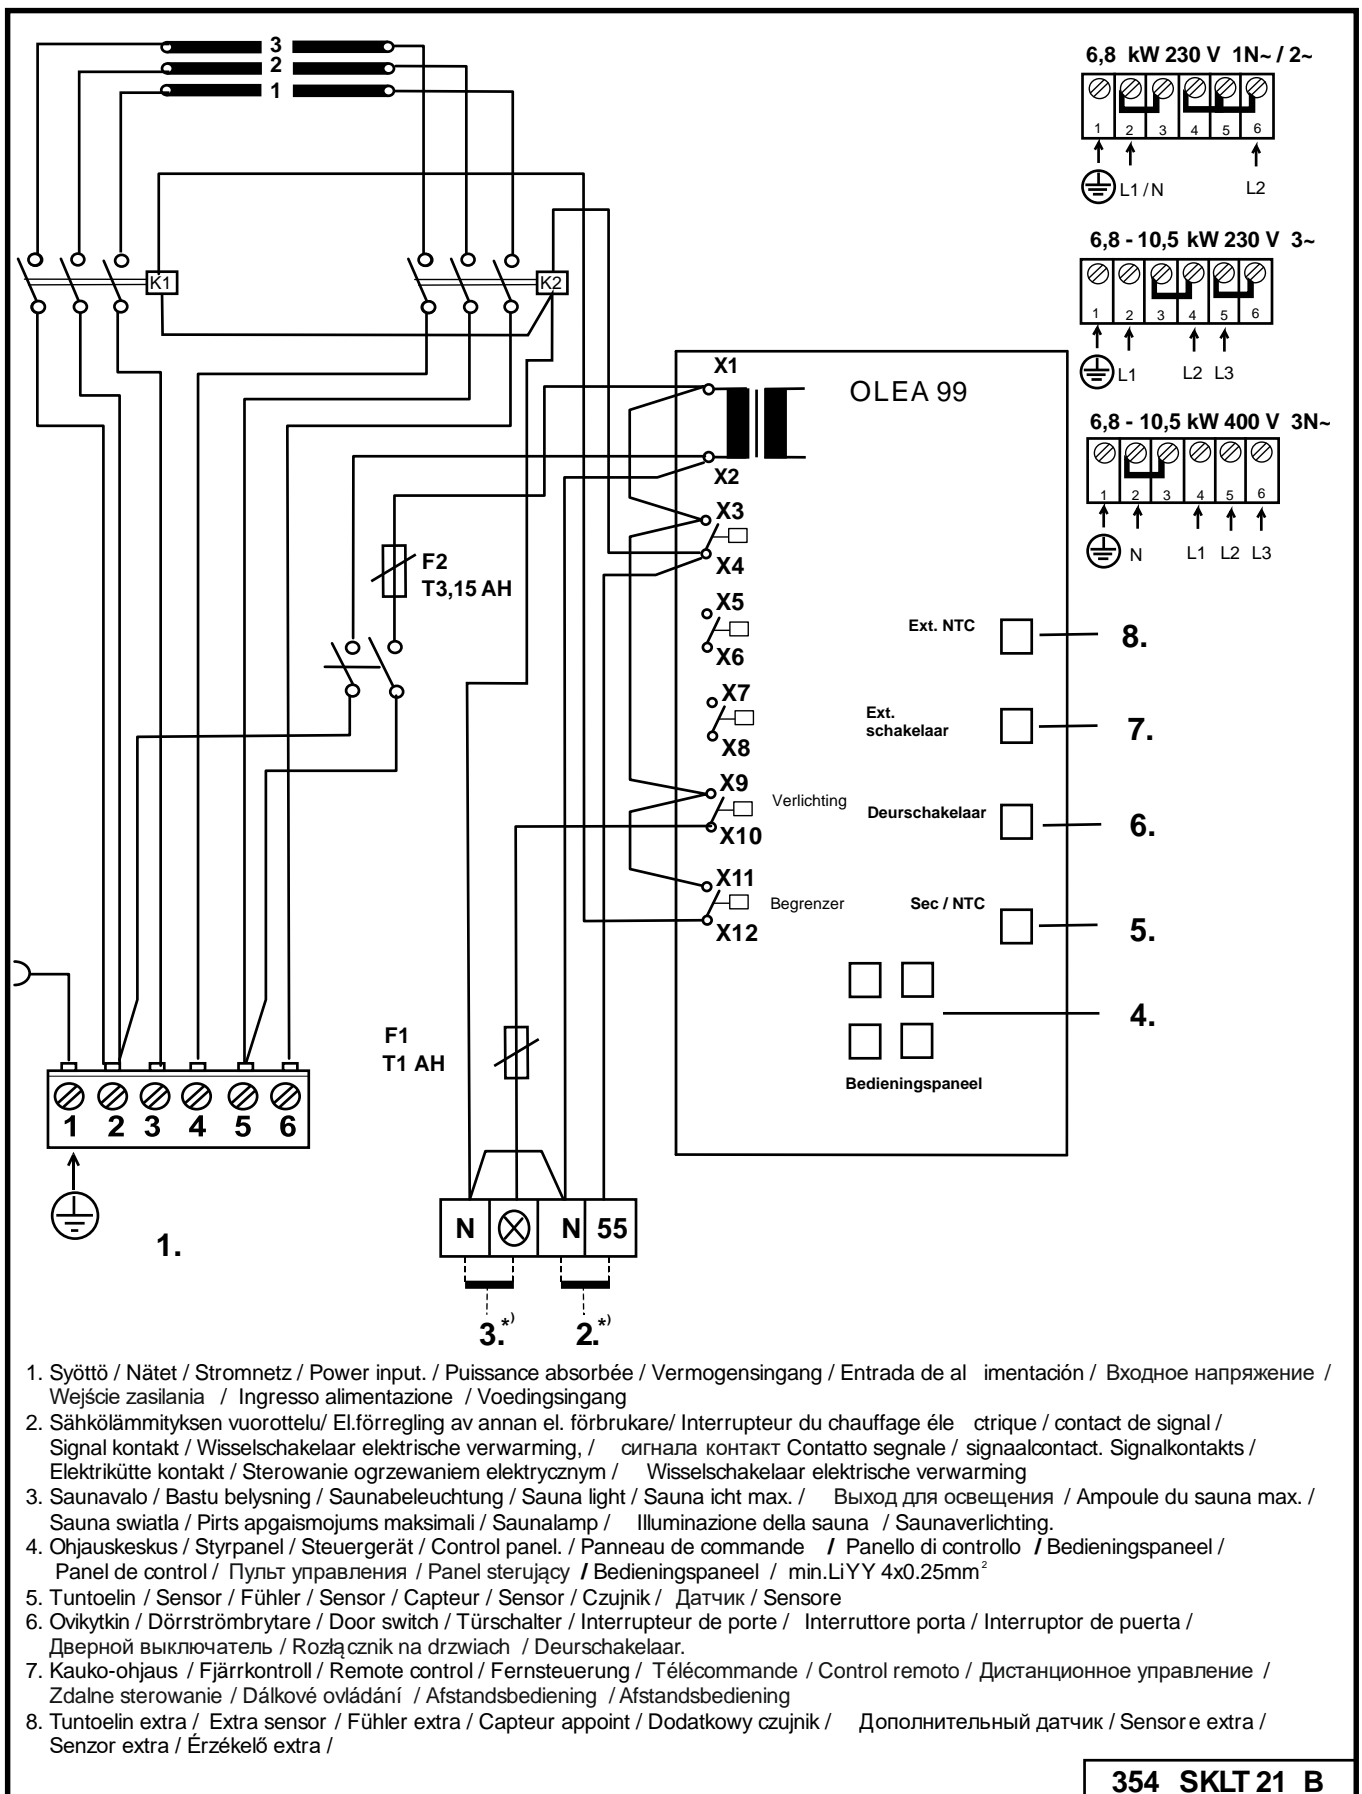 3
2
1
6,8 kW 230 V 1N~ / 2~
1 2 3 4 5 6
L1 / N L2
6,8 - 10,5 kW 230 V 3~
1 2 3 4 5 6
L1 L2 L3
6,8 - 10,5 kW 400 V 3N~
1 2 3 4 5 6
N L1 L2 L3
K1
K2
X1
OLEA 99
X2
X3
X4
F2
T3,15 AH
X5
X6
Ext. NTC
8.
X7
X8
Ext.
schakelaar
7.
X9
Verlichting
X10
Deurschakelaar
6.
X11
Begrenzer
X12
Sec / NTC
5.
4.
Bedieningspaneel
F1
T1 AH
1 2 3 4 5 6
1.
N N 55
3.*) 2.*)
1. Syöttö / Nätet / Stromnetz / Power input. / Puissance absorbée / Vermogensingang / Entrada de al imentación / Входное напряжение /
Wejście zasilania / Ingresso alimentazione / Voedingsingang
2. Sähkölämmityksen vuorottelu/ El.förregling av annan el. förbrukare/ Interrupteur du chauffage éle ctrique / contact de signal /
Signal kontakt / Wisselschakelaar elektrische verwarming, / сигнала контакт Contatto segnale / signaalcontact. Signalkontakts /
Elektrikütte kontakt / Sterowanie ogrzewaniem elektrycznym / Wisselschakelaar elektrische verwarming
3. Saunavalo / Bastu belysning / Saunabeleuchtung / Sauna light / Sauna icht max. / Выход для освещения / Ampoule du sauna max. /
Sauna swiatla / Pirts apgaismojums maksimali / Saunalamp / Illuminazione della sauna / Saunaverlichting.
4. Ohjauskeskus / Styrpanel / Steuergerät / Control panel. / Panneau de commande / Panello di controllo / Bedieningspaneel /
Panel de control / Пульт управления / Panel sterujący / Bedieningspaneel / min.LiYY 4x0.25mm²
5. Tuntoelin / Sensor / Fühler / Sensor / Capteur / Sensor / Czujnik / Датчик / Sensore
6. Ovikytkin / Dörrströmbrytare / Door switch / Türschalter / Interrupteur de porte / Interruttore porta / Interruptor de puerta /
Дверной выключатель / Rozłącznik na drzwiach / Deurschakelaar.
7. Kauko-ohjaus / Fjärrkontroll / Remote control / Fernsteuerung / Télécommande / Control remoto / Дистанционное управление /
Zdalne sterowanie / Dálkové ovládání / Afstandsbediening / Afstandsbediening
8. Tuntoelin extra / Extra sensor / Fühler extra / Capteur appoint / Dodatkowy czujnik / Дополнительный датчик / Sensore extra /
Senzor extra / Érzékelő extra /
354 SKLT 21 B